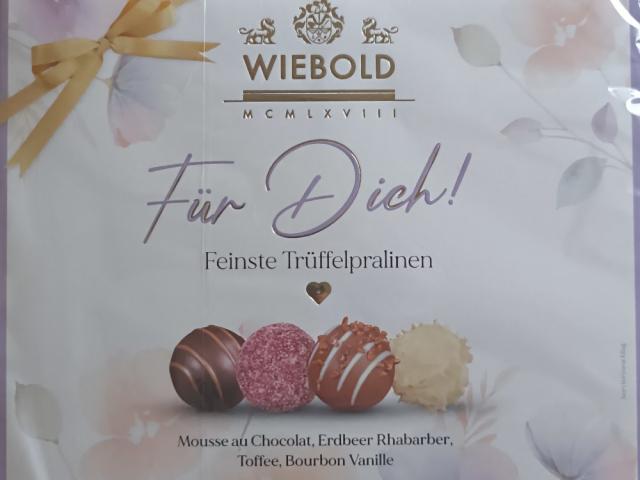 WIEBOLD
MCMLXVIII
Für Dich!
Feinste Trüffelpralinen
Mousse au Chocolat, Erdbeer Rhabarber,
Toffee, Bourbon Vanille